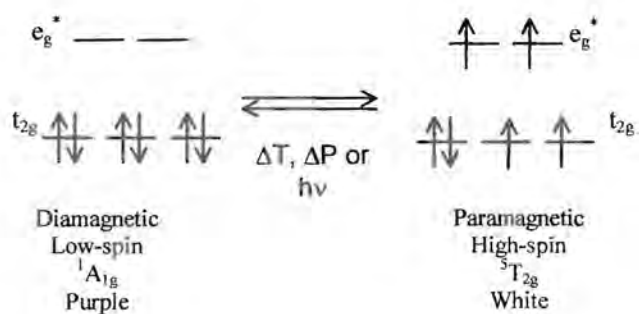 eg* eg*
t2g t2g
ΔT, ΔP or
hν
Diamagnetic
Low-spin
1A1g
Purple
Paramagnetic
High-spin
5T2g
White